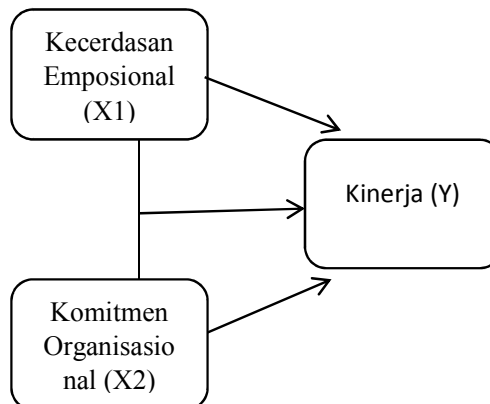 Kecerdasan
Emposional
(X1)
Kinerja (Y)
Komitmen
Organisasio
nal (X2)